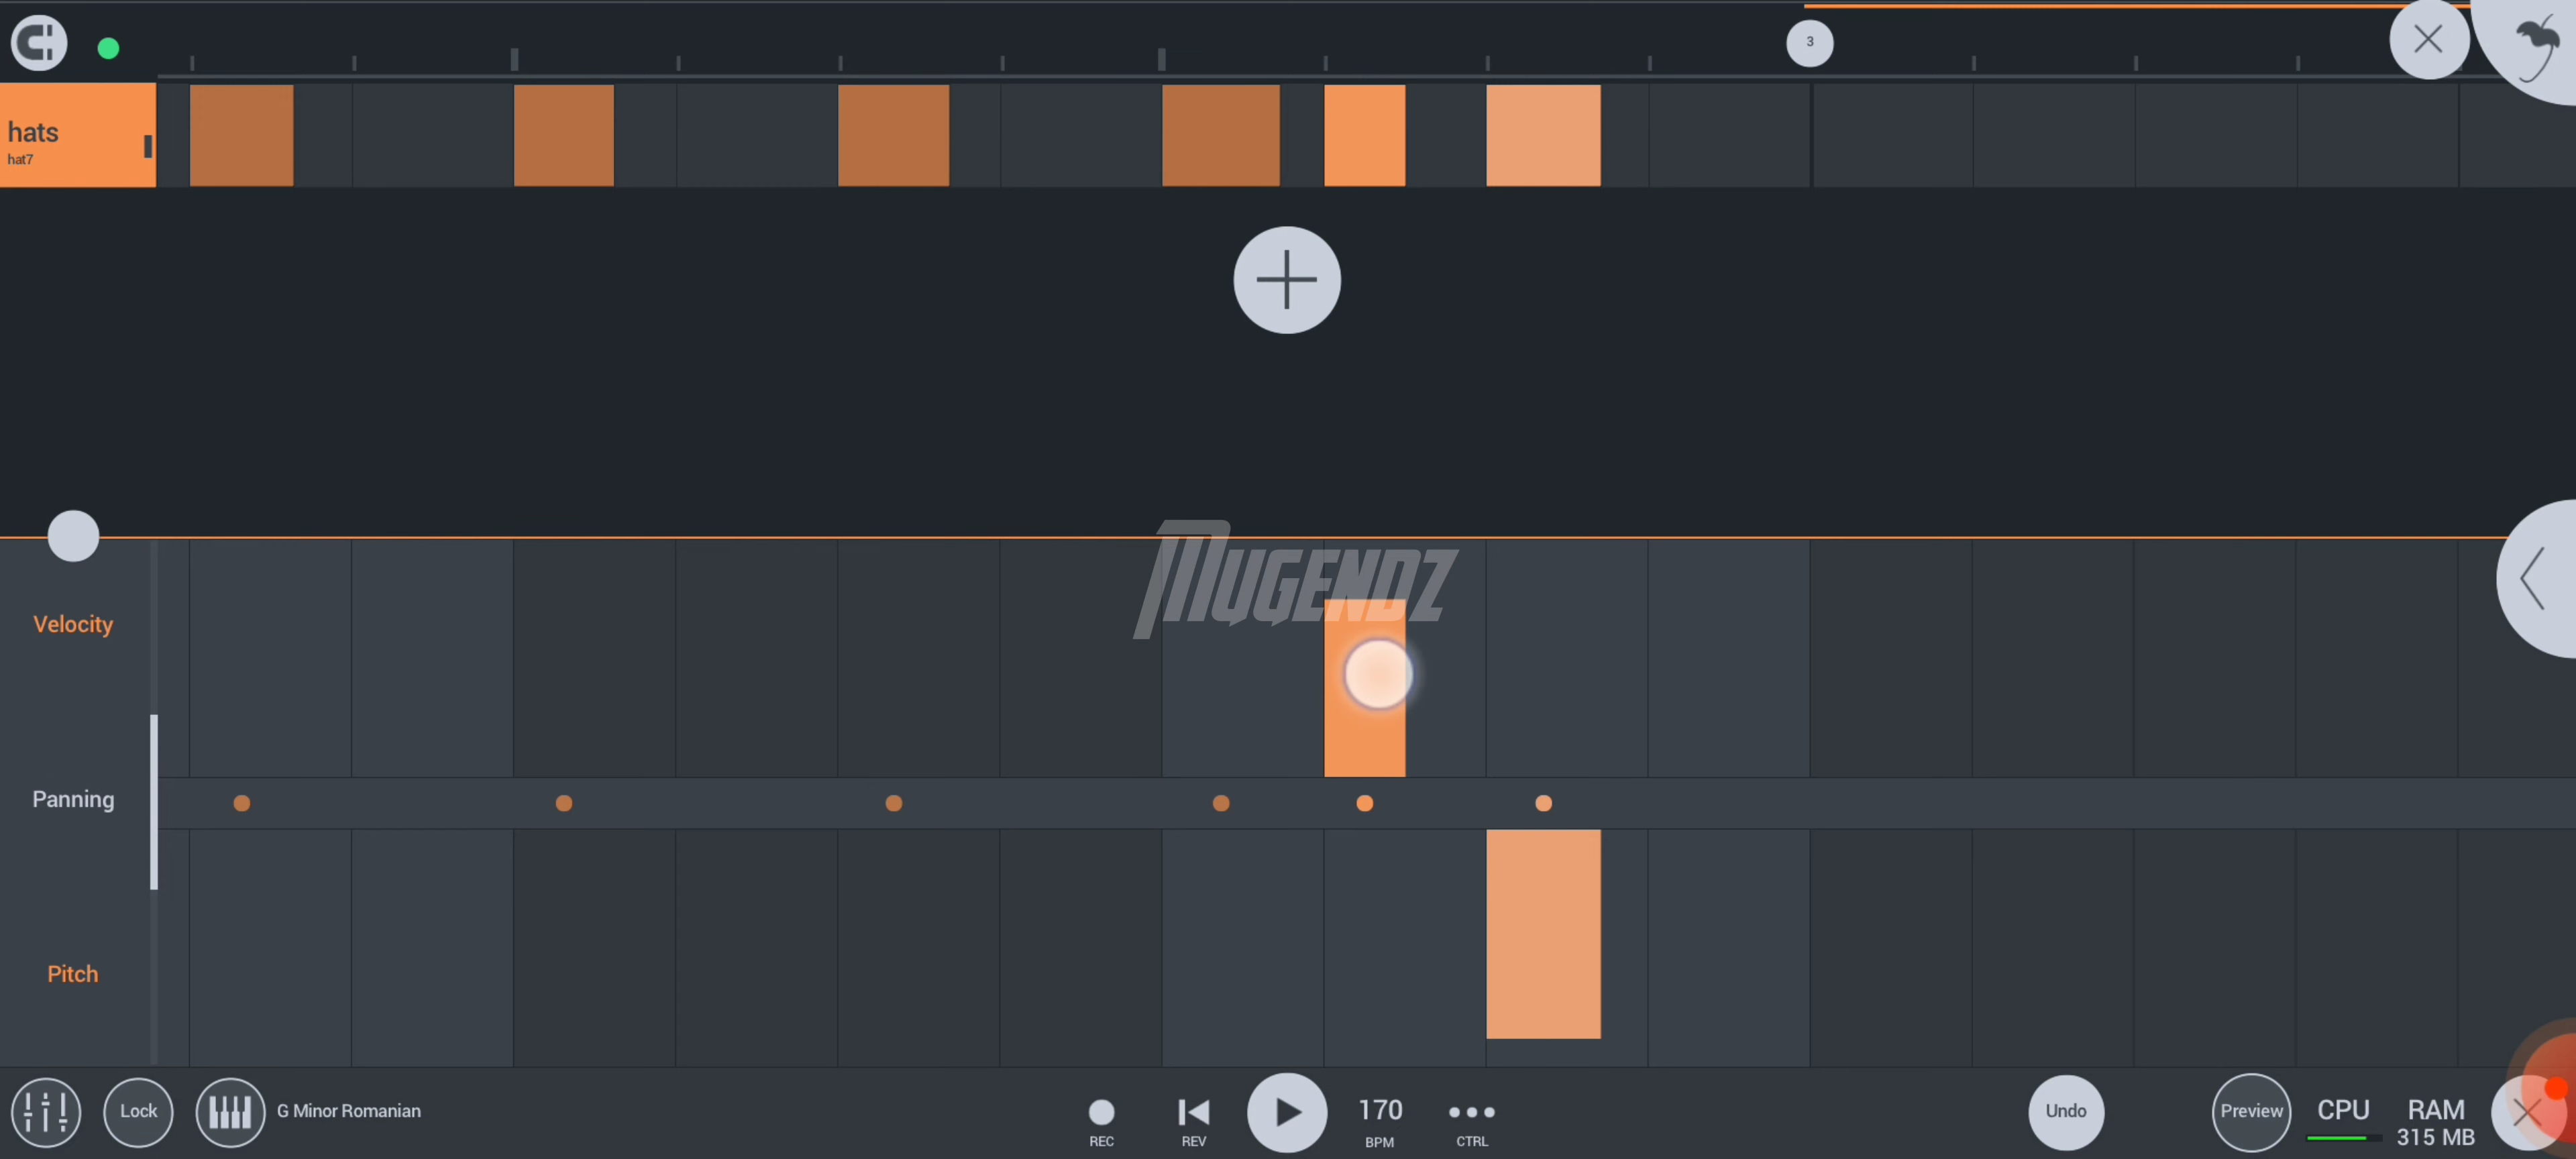 3
hats
hat7
MUGENDZ
Velocity
Panning
Pitch
Lock
G Minor Romanian
REC
REV
170
BPM
CTRL
Undo
Preview
CPU
RAM
315 MB